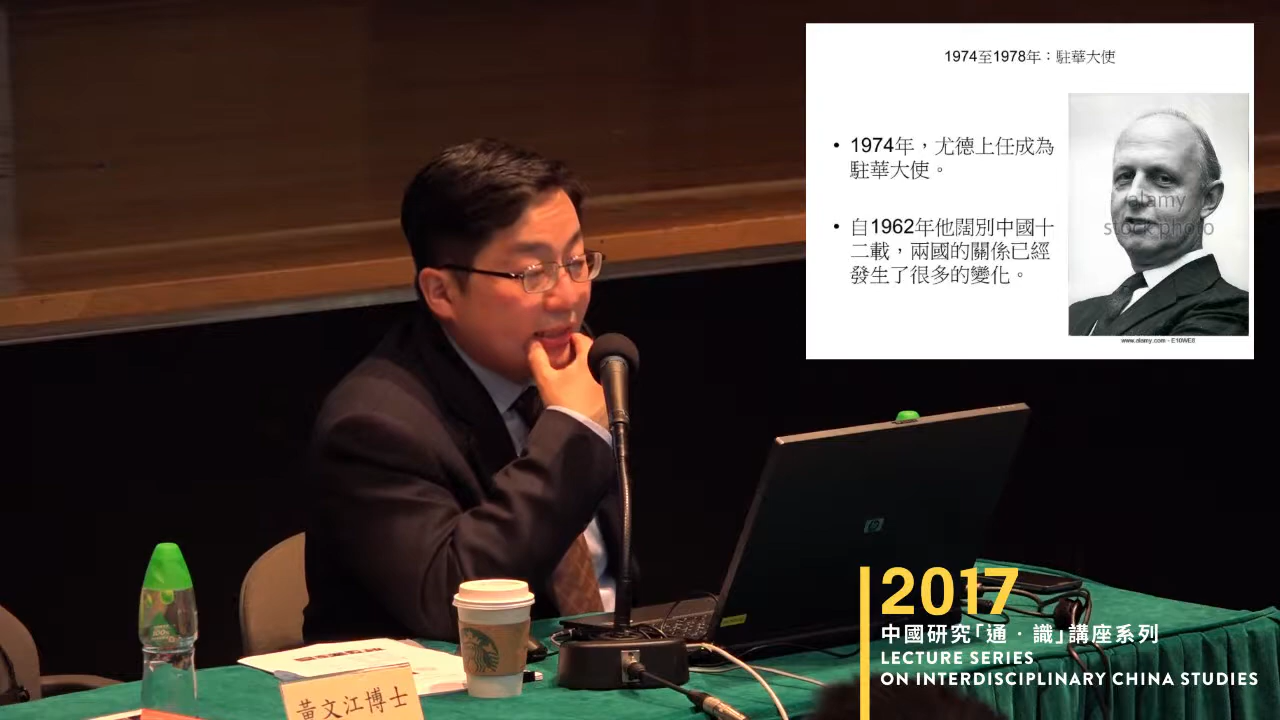 1974至1978年：駐華大使
• 1974年，尤德上任成為
駐華大使。
• 自1962年他闊別中國十
二載，兩國的關係已經
發生了很多的變化。
alamy
stock photo
www.alamy.com - E10WE8
hp
黃文江博士
2017
中國研究「通．識」講座系列
LECTURE SERIES
ON INTERDISCIPLINARY CHINA STUDIES